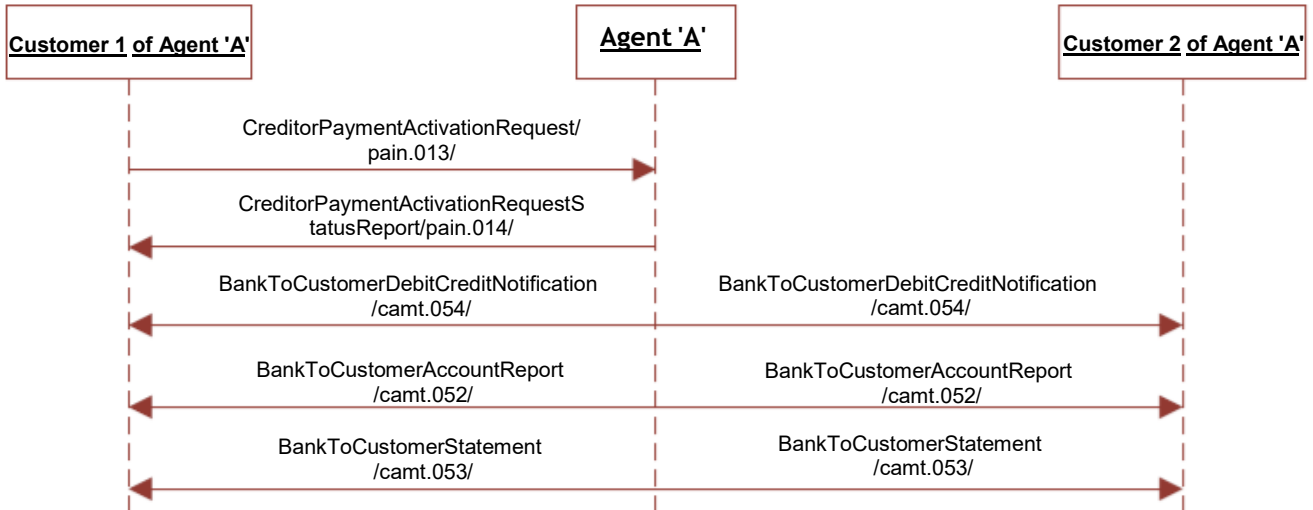 Customer 1 of Agent 'A'
Agent 'A'
Customer 2 of Agent 'A'
CreditorPaymentActivationRequest/
pain.013/
CreditorPaymentActivationRequestS
tatusReport/pain.014/
BankToCustomerDebitCreditNotification
/camt.054/
BankToCustomerDebitCreditNotification
/camt.054/
BankToCustomerAccountReport
/camt.052/
BankToCustomerAccountReport
/camt.052/
BankToCustomerStatement
/camt.053/
BankToCustomerStatement
/camt.053/